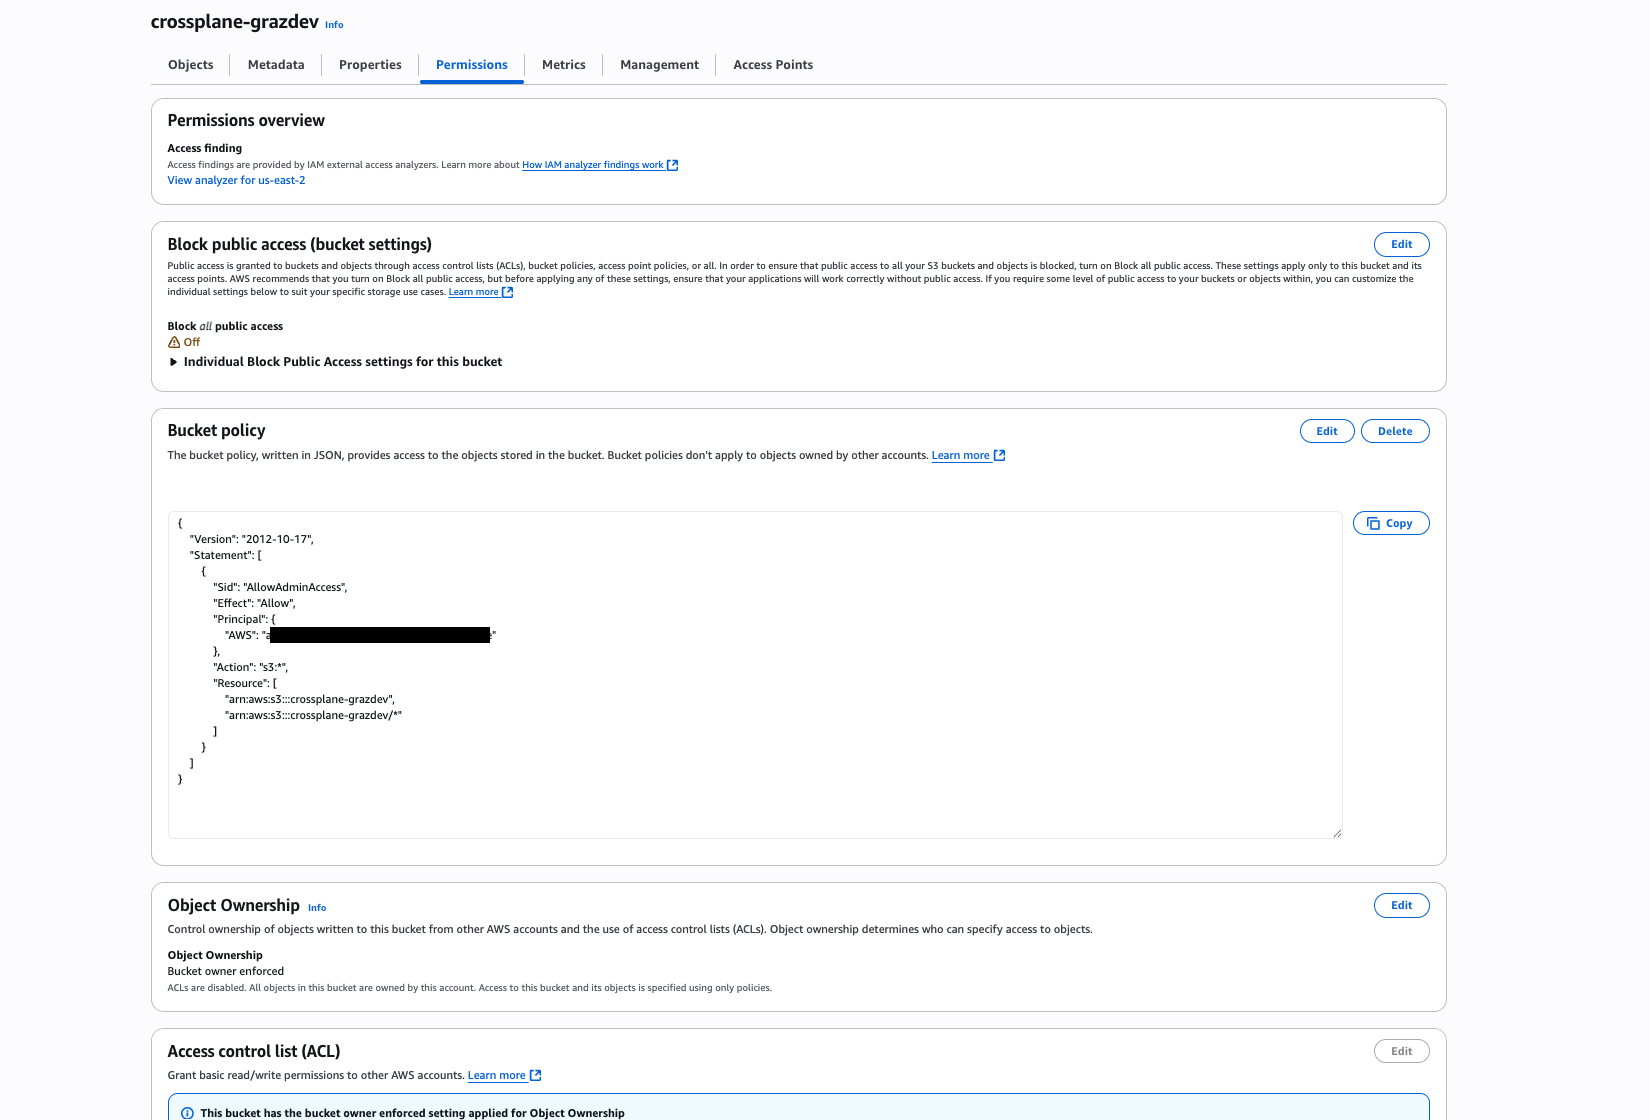 crossplane-grazdev Info
Objects
Metadata
Properties
Permissions
Metrics
Management
Access Points
Permissions overview
Access finding
Access findings are provided by IAM external access analyzers. Learn more about How IAM analyzer findings work
View analyzer for us-east-2
Block public access (bucket settings)
Edit
Public access is granted to buckets and objects through access control lists (ACLs), bucket policies, access point policies, or all. In order to ensure that public access to all your S3 buckets and objects is blocked, turn on Block all public access. These settings apply only to this bucket and its
access points. AWS recommends that you turn on Block all public access, but before applying any of these settings, ensure that your applications will work correctly without public access. If you require some level of public access to your buckets or objects within, you can customize the
individual settings below to suit your specific storage use cases. Learn more
Block all public access
Off
Individual Block Public Access settings for this bucket
Bucket policy
Edit
Delete
The bucket policy, written in JSON, provides access to the objects stored in the bucket. Bucket policies don't apply to objects owned by other accounts. Learn more
Copy
{
"Version": "2012-10-17",
"Statement": [
{
"Sid": "AllowAdminAccess",
"Effect": "Allow",
"Principal": {
"AWS": "a
},
"Action": "s3:*",
"Resource": [
"arn:aws:s3:::crossplane-grazdev",
"arn:aws:s3:::crossplane-grazdev/*"
]
}
]
}
Object Ownership Info
Edit
Control ownership of objects written to this bucket from other AWS accounts and the use of access control lists (ACLs). Object ownership determines who can specify access to objects.
Object Ownership
Bucket owner enforced
ACLs are disabled. All objects in this bucket are owned by this account. Access to this bucket and its objects is specified using only policies.
Access control list (ACL)
Edit
Grant basic read/write permissions to other AWS accounts. Learn more
This bucket has the bucket owner enforced setting applied for Object Ownership